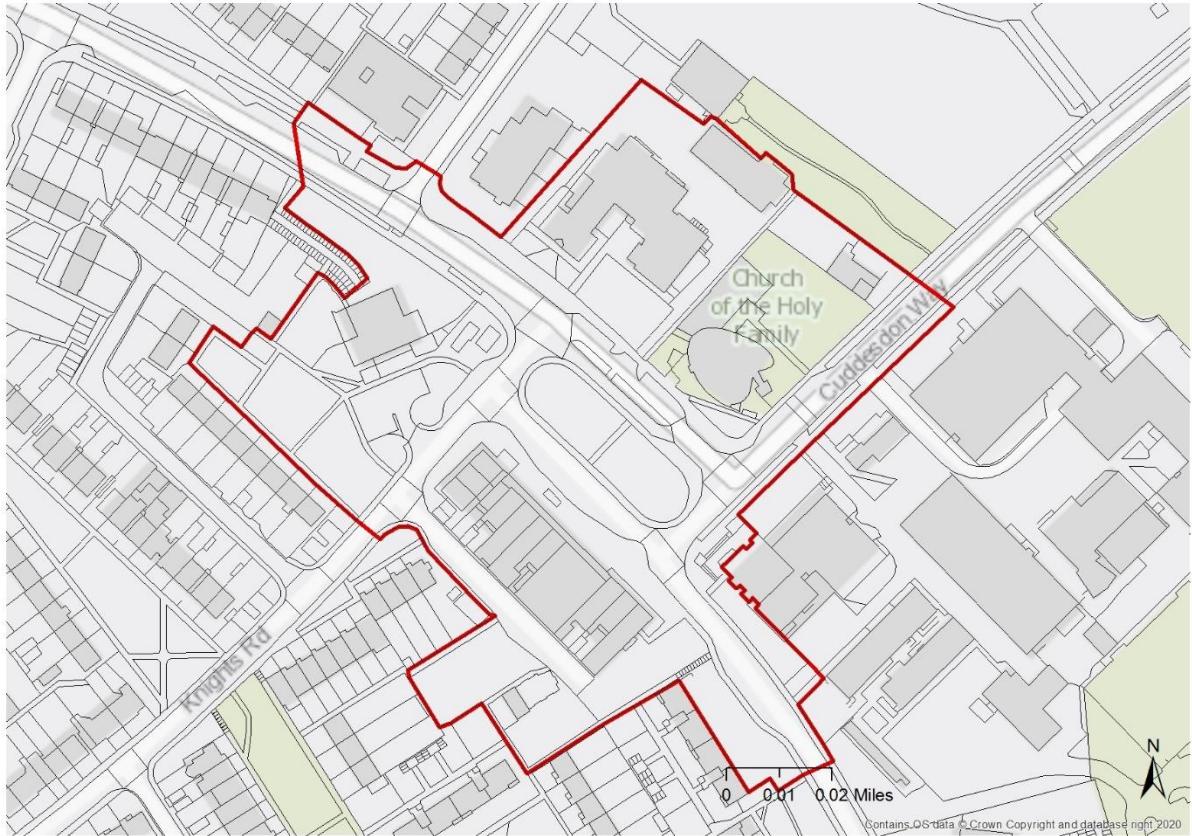 Church
of the Holy
Family
Cuddesdon Way
Knights Rd
N
0 0.01 0.02 Miles
Contains OS data © Crown Copyright and database right 2020